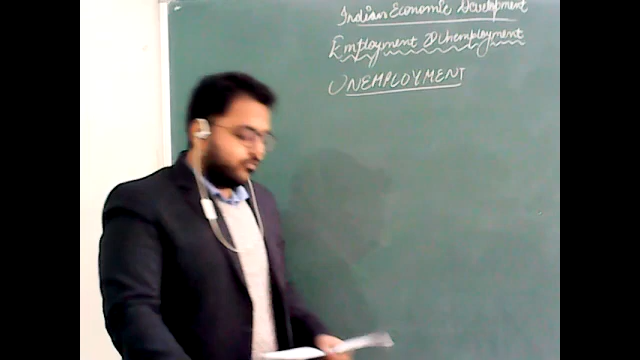 Indian Economic Development
Employment & Unemployment
UNEMPLOYMENT